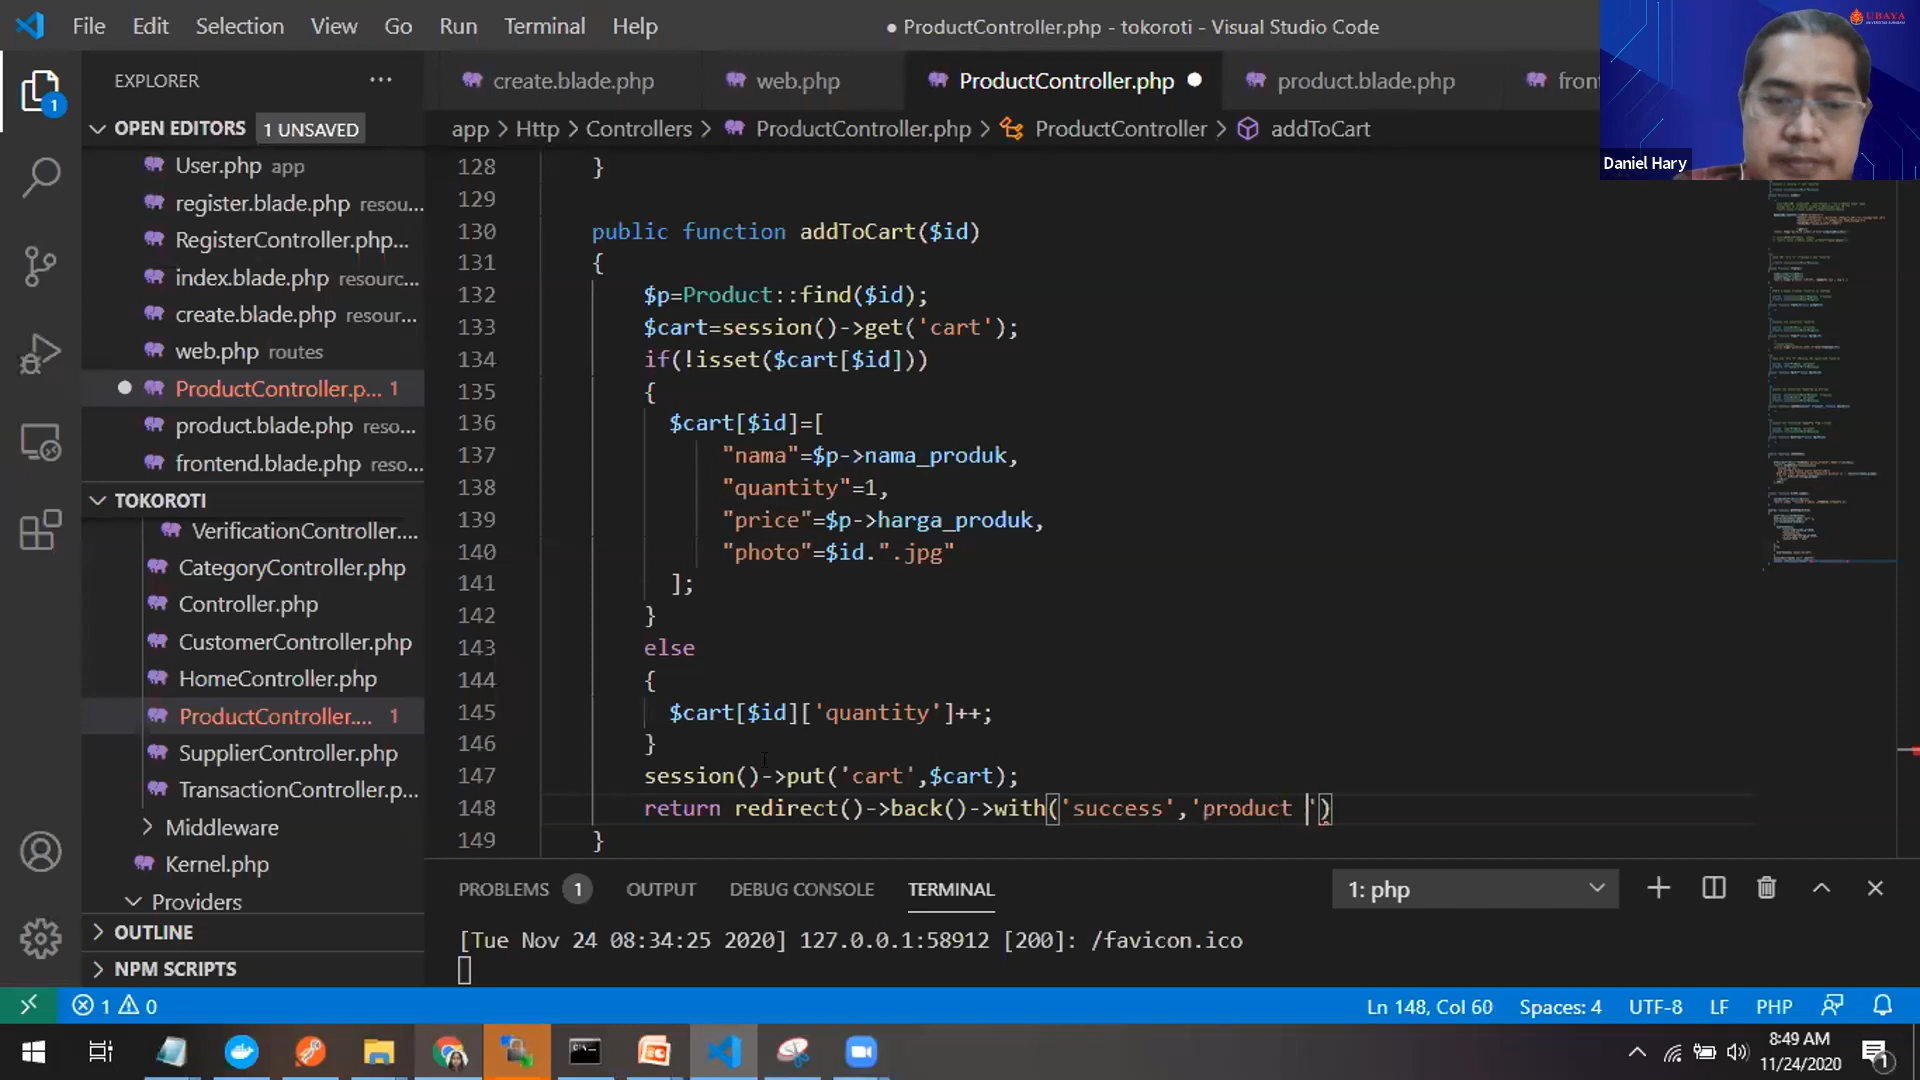 File Edit Selection View Go Run Terminal Help
● ProductController.php - tokoroti - Visual Studio Code
UBAYA
Daniel Hary
EXPLORER ...
create.blade.php web.php ProductController.php ● product.blade.php fron
OPEN EDITORS 1 UNSAVED
app > Http > Controllers > ProductController.php > ProductController > addToCart
1
User.php app
register.blade.php resou...
RegisterController.php...
index.blade.php resourc...
create.blade.php resour...
web.php routes
ProductController.p... 1
product.blade.php reso...
frontend.blade.php reso...
TOKOROTI
VerificationController....
CategoryController.php
Controller.php
CustomerController.php
HomeController.php
ProductController.... 1
SupplierController.php
TransactionController.p...
Middleware
Kernel.php
Providers
OUTLINE
NPM SCRIPTS
128 }
129
130 public function addToCart($id)
131 {
132 $p=Product::find($id);
133 $cart=session()->get('cart');
134 if(!isset($cart[$id]))
135 {
136 $cart[$id]=[
137 "nama"=$p->nama_produk,
138 "quantity"=1,
139 "price"=$p->harga_produk,
140 "photo"=$id.".jpg"
141 ];
142 }
143 else
144 {
145 $cart[$id]['quantity']++;
146 }
147 session()->put('cart',$cart);
148 return redirect()->back()->with('success','product ')
149 }
PROBLEMS 1 OUTPUT DEBUG CONSOLE TERMINAL 1: php
[Tue Nov 24 08:34:25 2020] 127.0.0.1:58912 [200]: /favicon.ico
1 0 Ln 148, Col 60 Spaces: 4 UTF-8 LF PHP
8:49 AM
11/24/2020
1